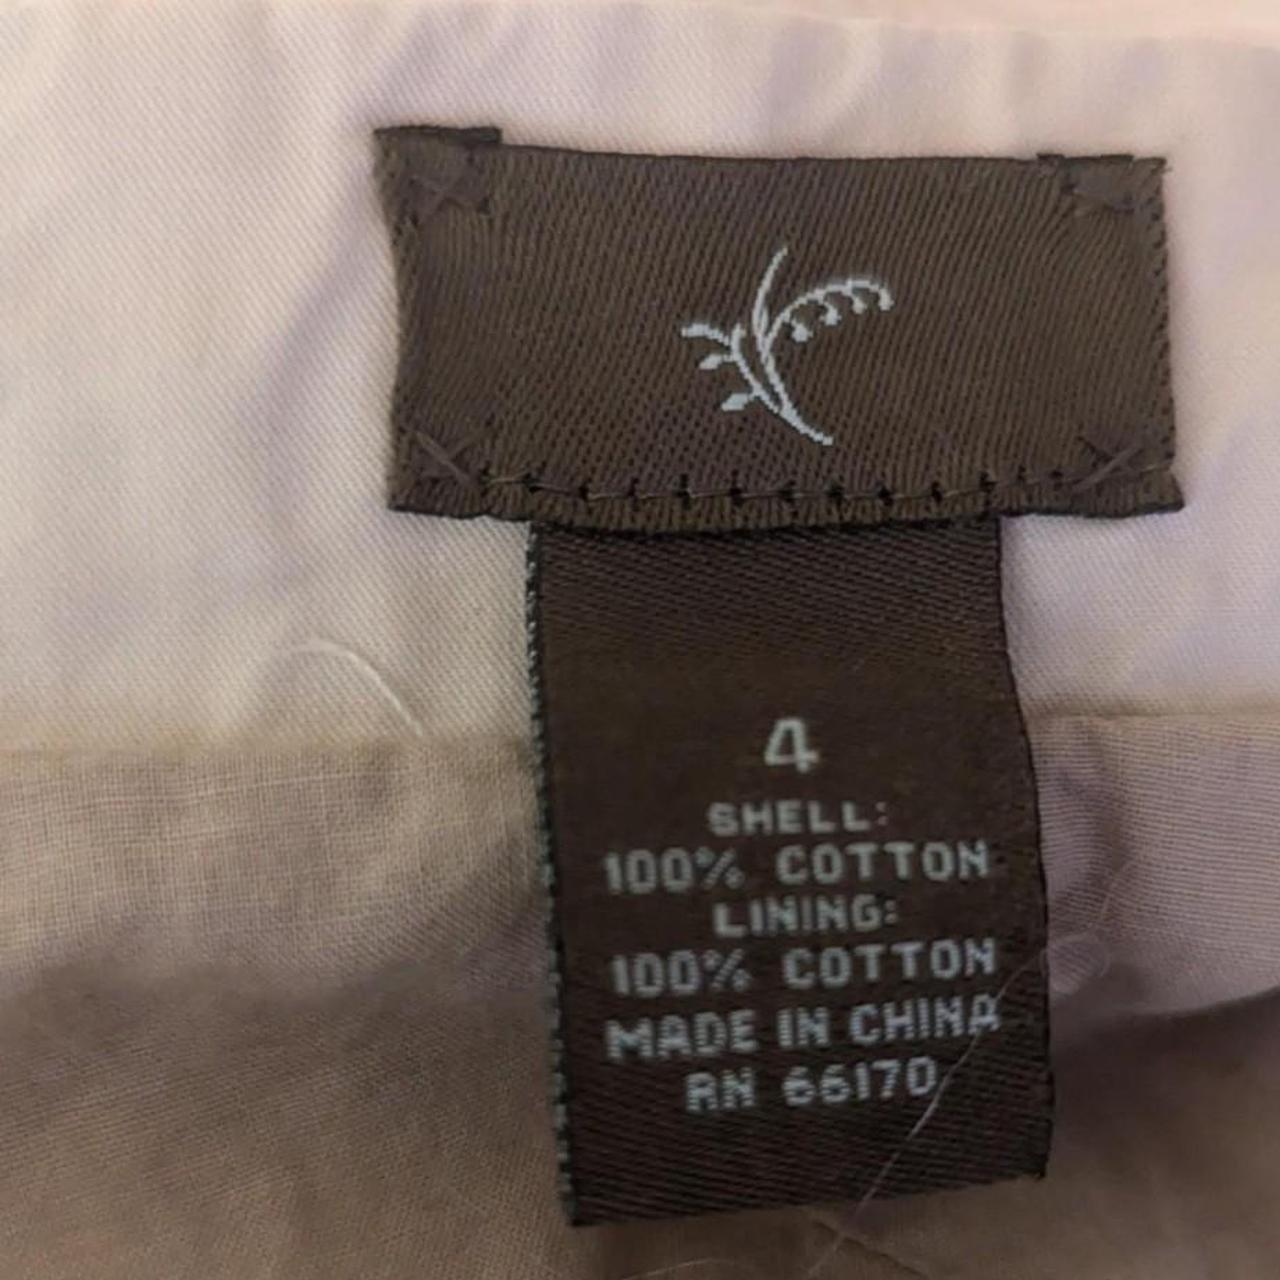 4
SHELL:
100% COTTON
LINING:
100% COTTON
MADE IN CHINA
RN 66170